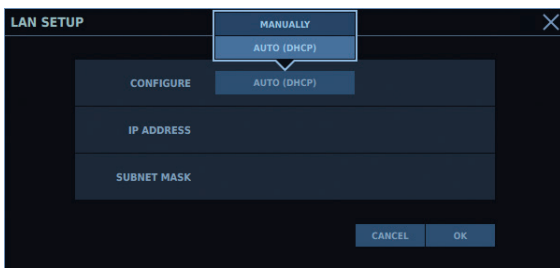 LAN SETUP
MANUALLY
AUTO (DHCP)
CONFIGURE AUTO (DHCP)
IP ADDRESS
SUBNET MASK
CANCEL OK